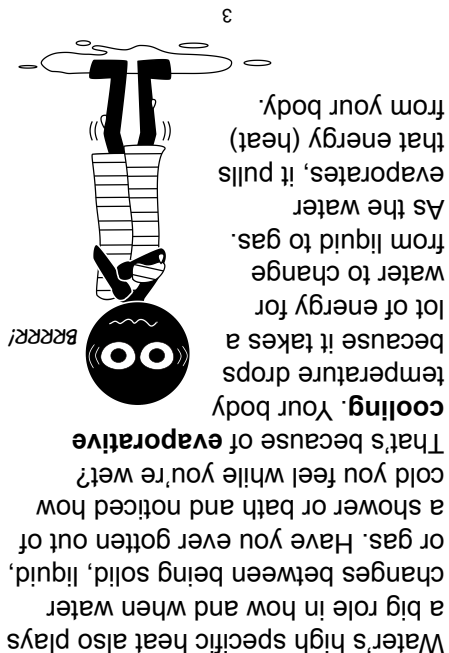 Water's high specific heat also plays
a big role in how and when water
changes between being solid, liquid,
or gas. Have you ever gotten out of
a shower or bath and noticed how
cold you feel while you're wet?
That's because of evaporative
cooling. Your body
temperature drops
because it takes a
lot of energy for
water to change
from liquid to gas.
As the water
evaporates, it pulls
that energy (heat)
from your body.
BRRRR!
3